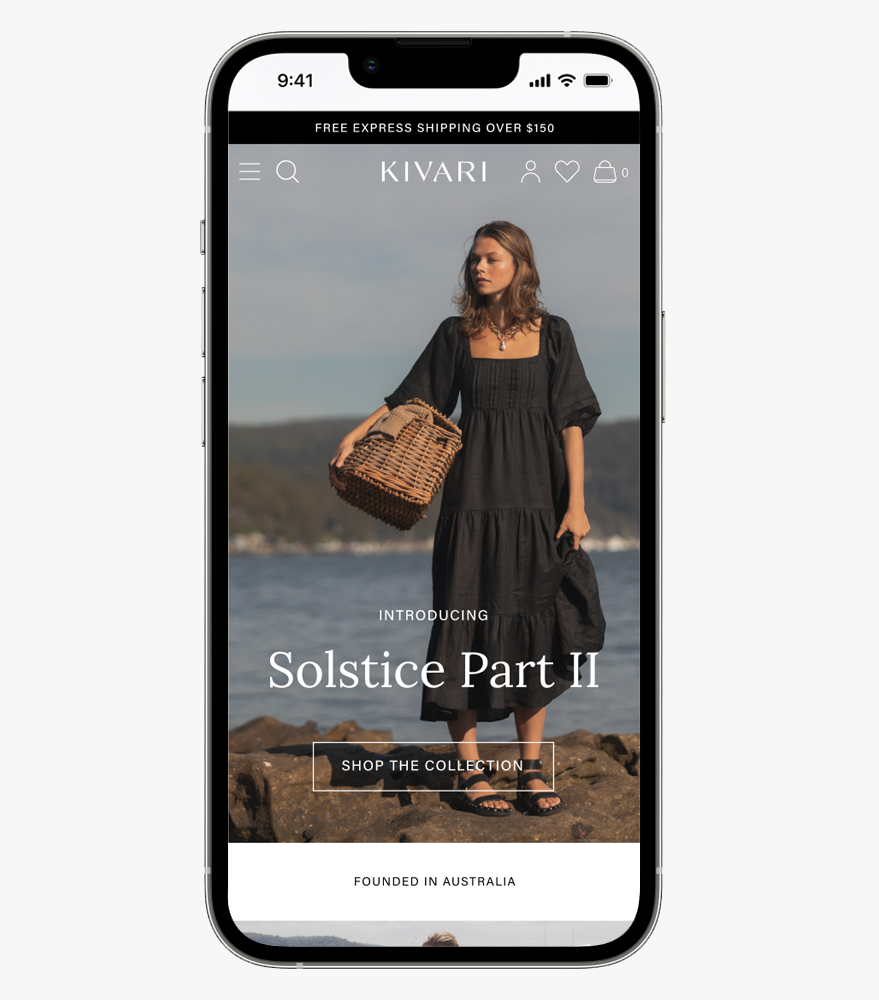 9:41
FREE EXPRESS SHIPPING OVER $150
KIVARI
0
INTRODUCING
Solstice Part II
SHOP THE COLLECTION
FOUNDED IN AUSTRALIA